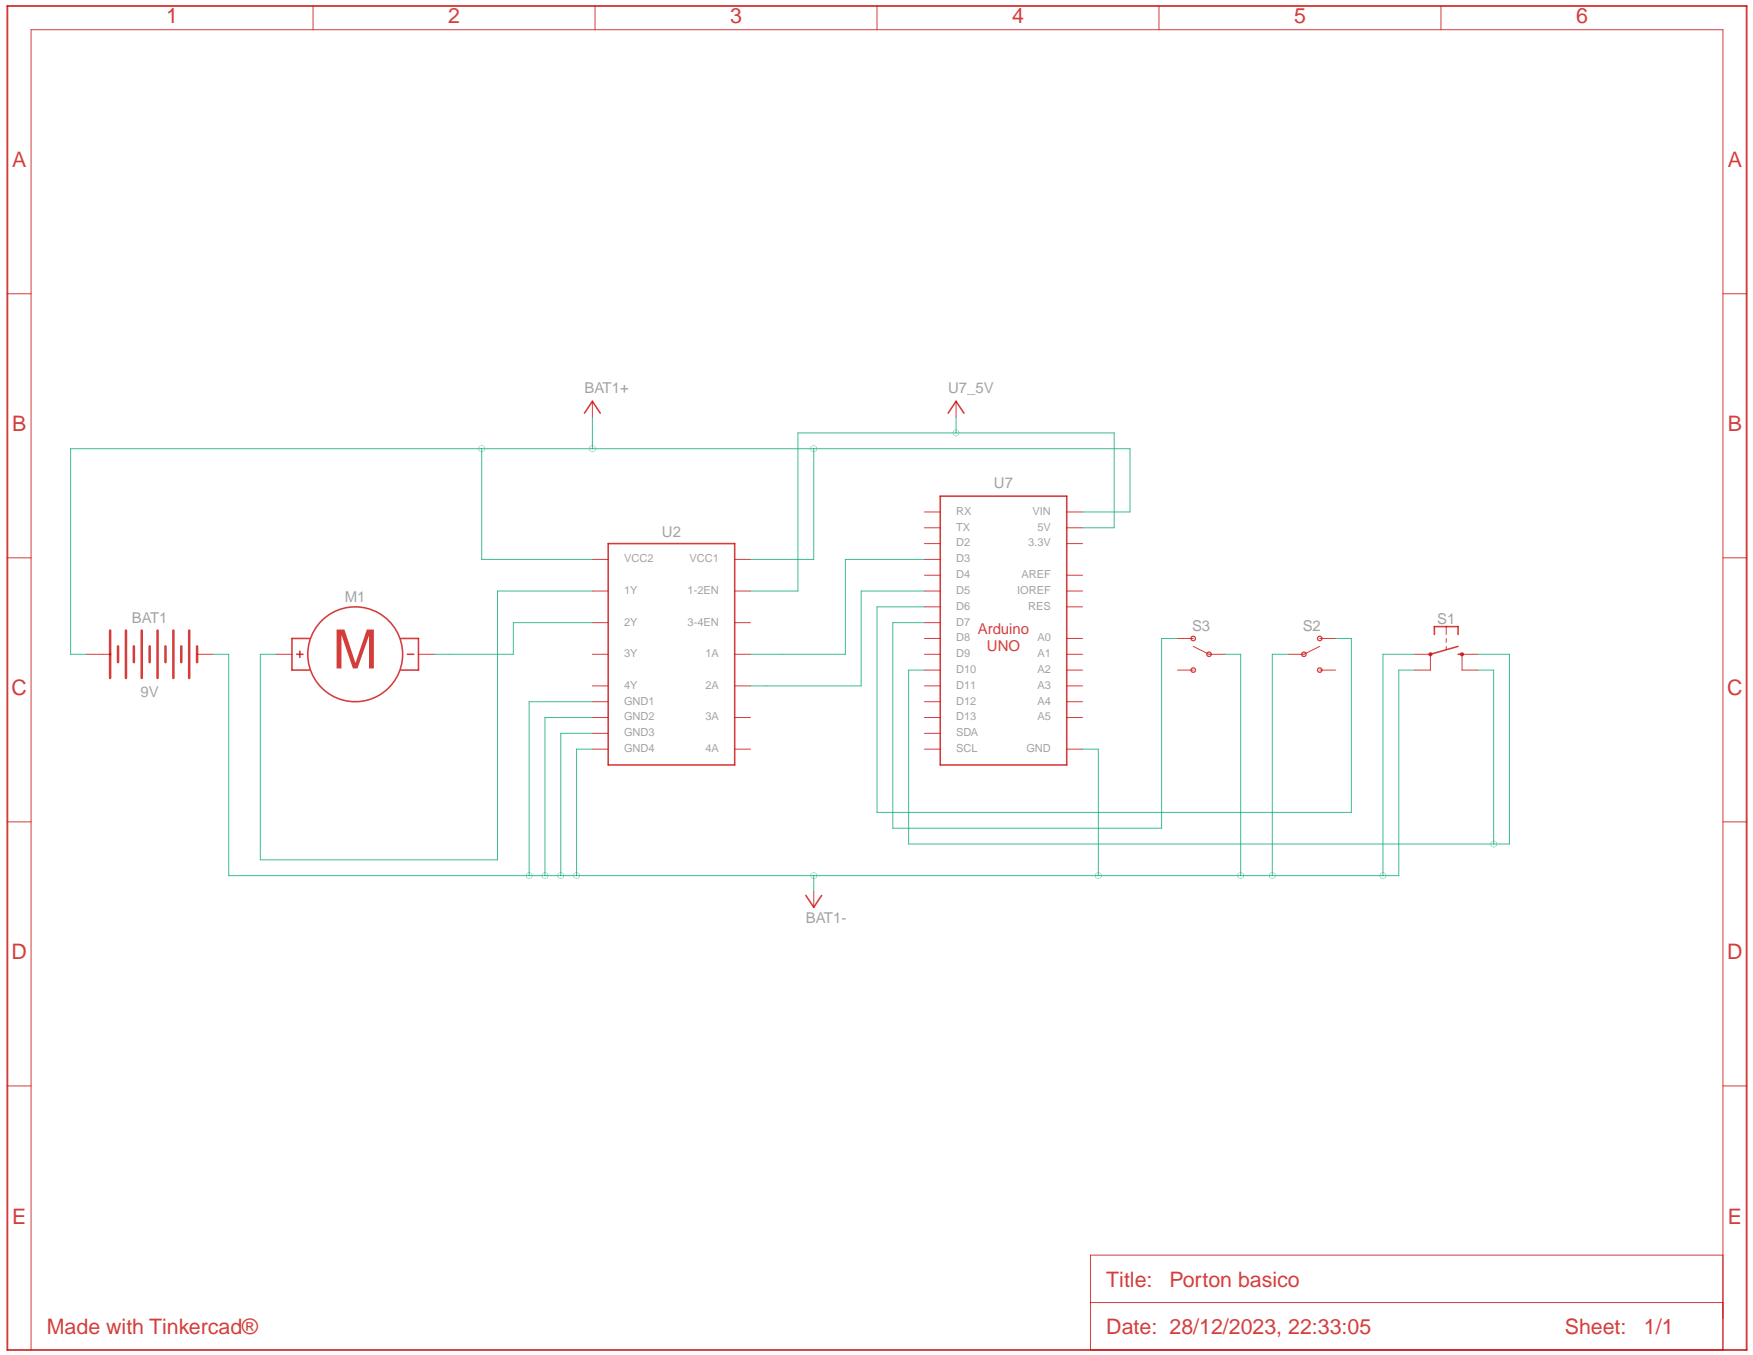 1 2 3 4 5 6
A A
BAT1+ U7_5V
B B
U7
RX VIN
TX 5V
D2 3.3V
D3
D4 AREF
D5 IOREF
D6 RES
D7
D8 A0
D9 A1
D10 A2
D11 A3
D12 A4
D13 A5
SDA
SCL GND
Arduino
UNO
U2
VCC2 VCC1
1Y 1-2EN
2Y 3-4EN
3Y 1A
4Y 2A
GND1
GND2 3A
GND3
GND4 4A
M1
+ M -
BAT1
9V
S3 S2 S1
C C
BAT1-
D D
E E
Title: Porton basico
Date: 28/12/2023, 22:33:05 Sheet: 1/1
Made with Tinkercad®